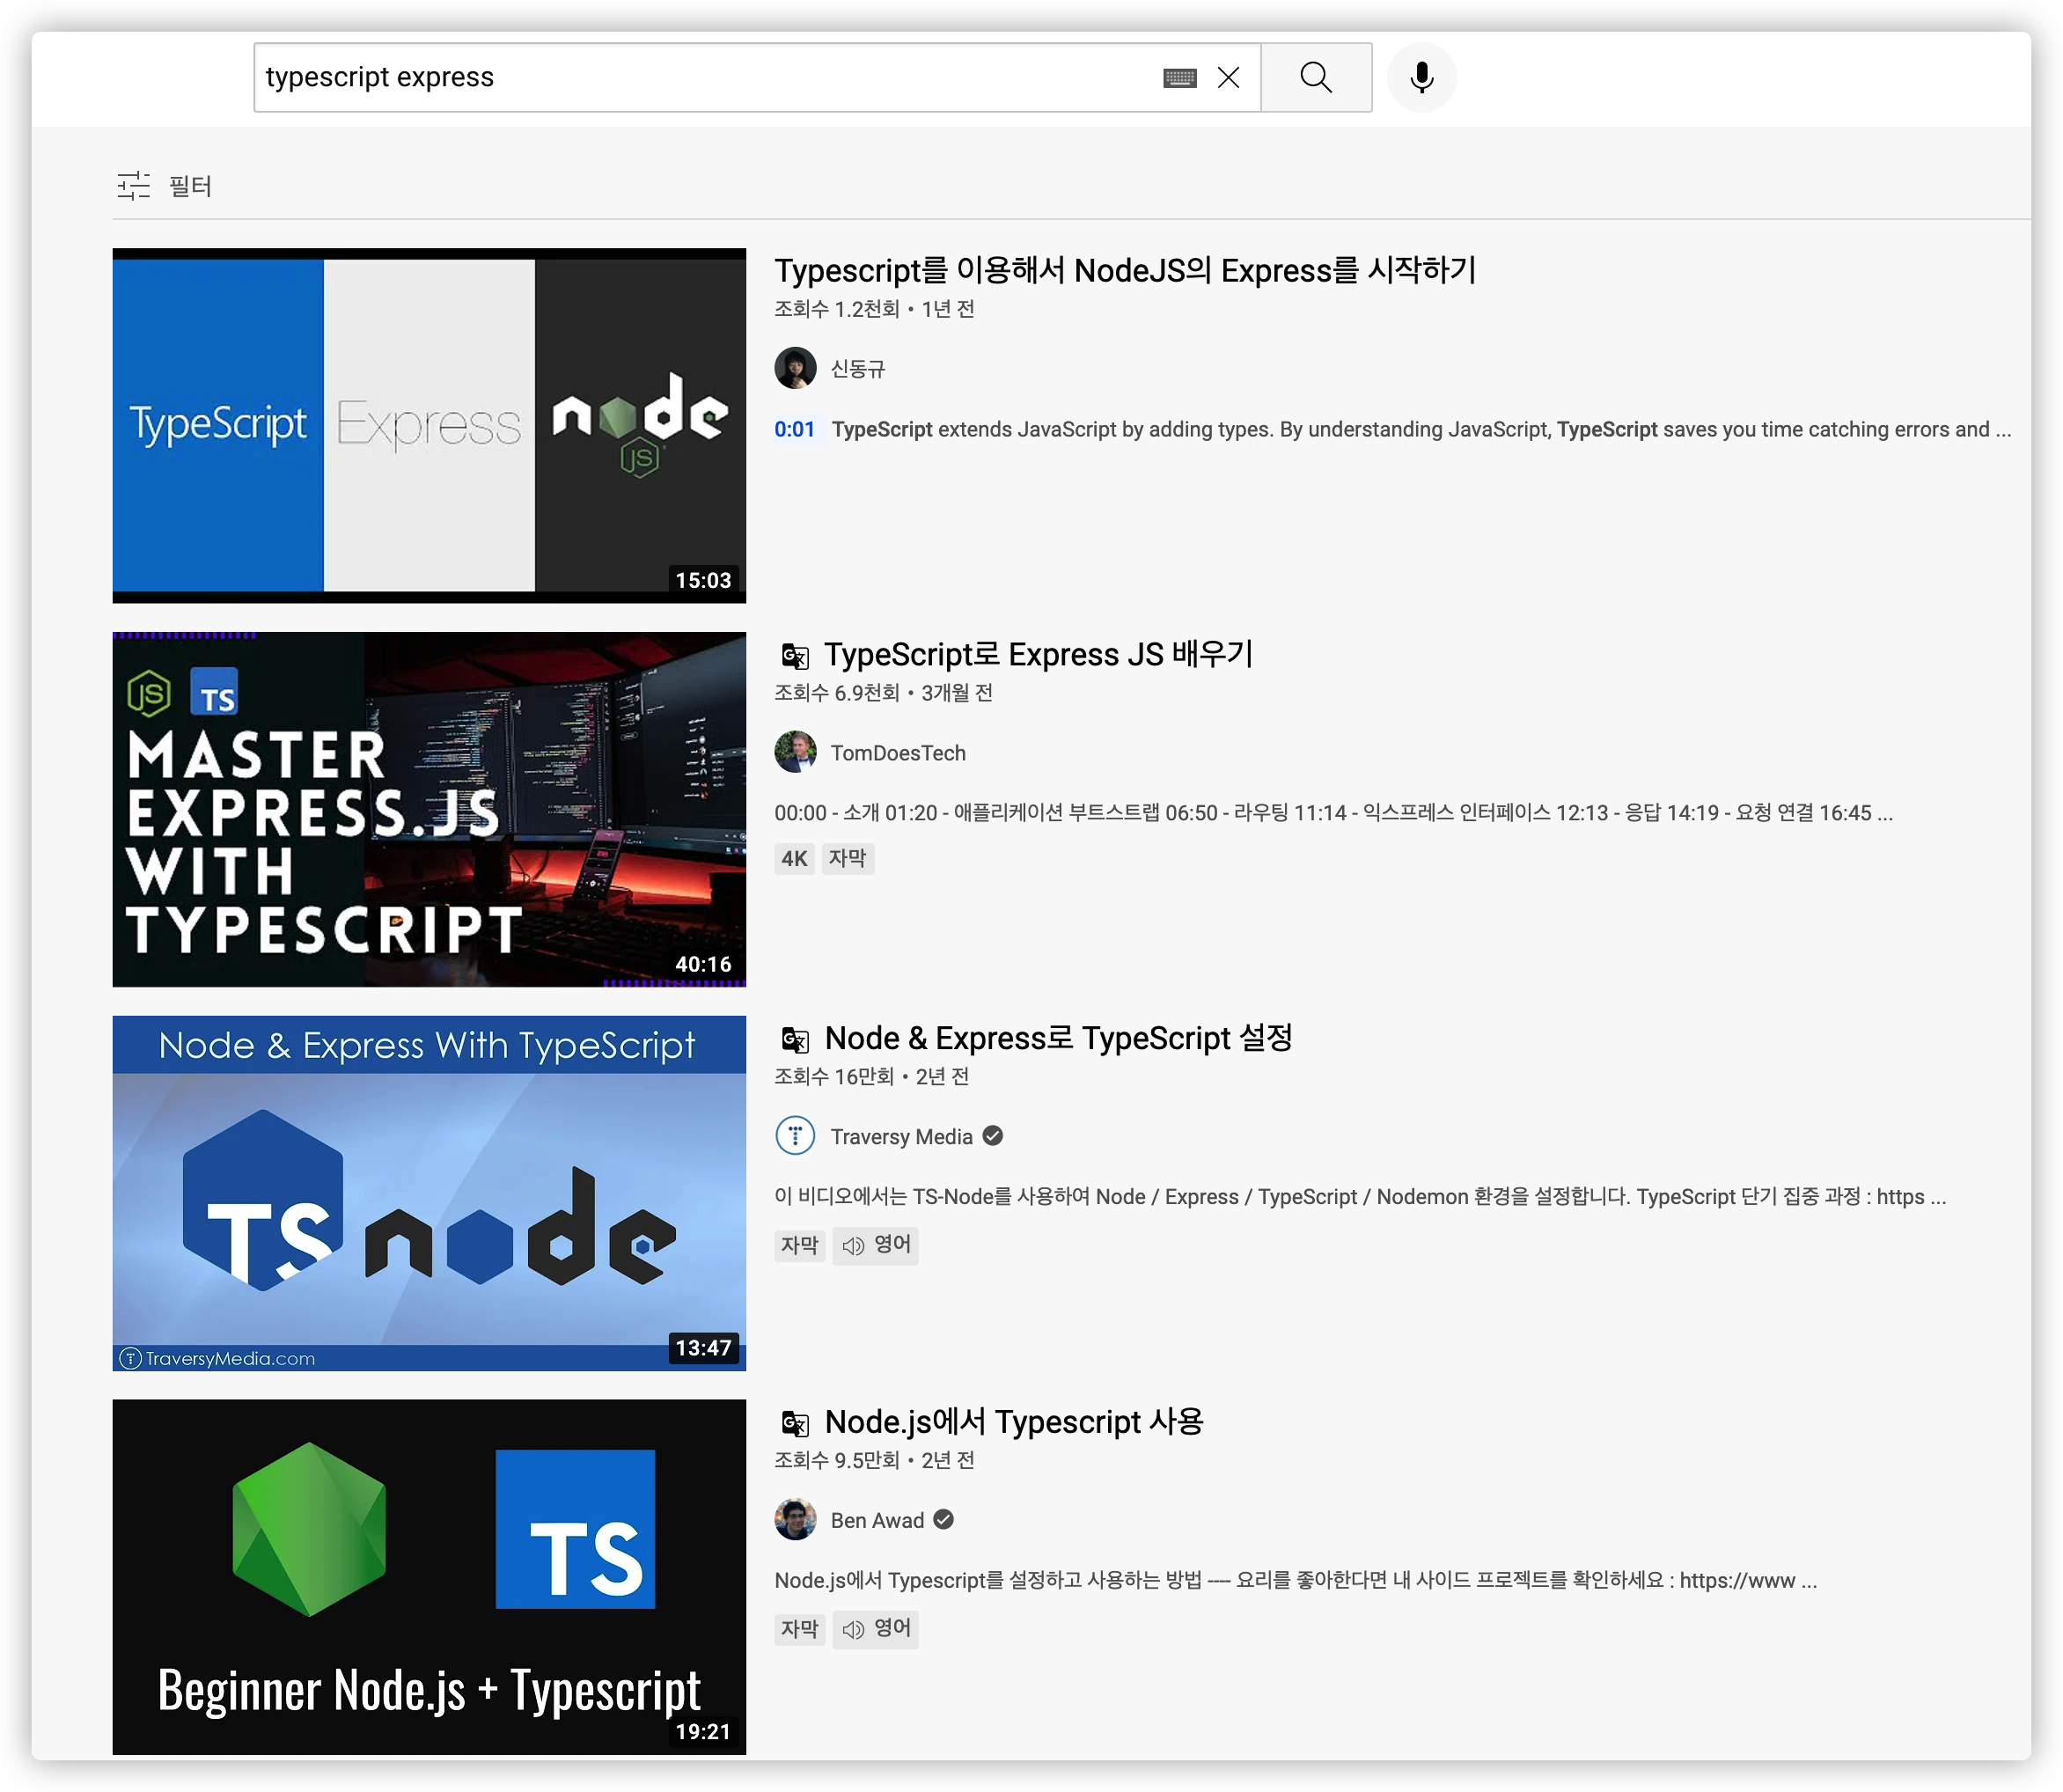 typescript express
필터
TypeScript
Express
node
JS
15:03
Typescript를 이용해서 NodeJS의 Express를 시작하기
조회수 1.2천회 • 1년 전
신동규
0:01 TypeScript extends JavaScript by adding types. By understanding JavaScript, TypeScript saves you time catching errors and ...
JS TS
MASTER
EXPRESS.JS
WITH
TYPESCRIPT
40:16
TypeScript로 Express JS 배우기
조회수 6.9천회 • 3개월 전
TomDoesTech
00:00 - 소개 01:20 - 애플리케이션 부트스트랩 06:50 - 라우팅 11:14 - 익스프레스 인터페이스 12:13 - 응답 14:19 - 요청 연결 16:45 ...
4K 자막
Node & Express With TypeScript
TS node
TraversyMedia.com
13:47
Node & Express로 TypeScript 설정
조회수 16만회 • 2년 전
Traversy Media
이 비디오에서는 TS-Node를 사용하여 Node / Express / TypeScript / Nodemon 환경을 설정합니다. TypeScript 단기 집중 과정 : https ...
자막 영어
TS
Beginner Node.js + Typescript
19:21
Node.js에서 Typescript 사용
조회수 9.5만회 • 2년 전
Ben Awad
Node.js에서 Typescript를 설정하고 사용하는 방법 ---- 요리를 좋아한다면 내 사이드 프로젝트를 확인하세요 : https://www ...
자막 영어